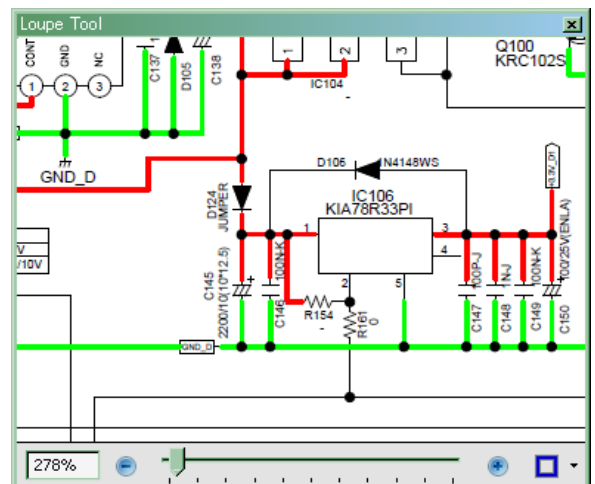 Loupe Tool
CONT
GND
NC
1
2
3
C137
D105
C138
1
2
3
IC104
-
Q100
KRC102S
GND_D
D106
1N4148WS
+3.3V_D1
D124
JUMPER
IC106
KIA78R33PI
1
3
4
2
5
V
/10V
C145
2200/10(10*12.5)
+
100N-K
C146
R154
-
R161
0
100P-J
C147
1N-J
C148
100N-K
C149
+
100/25V(ENLA)
C150
GND_D
278%